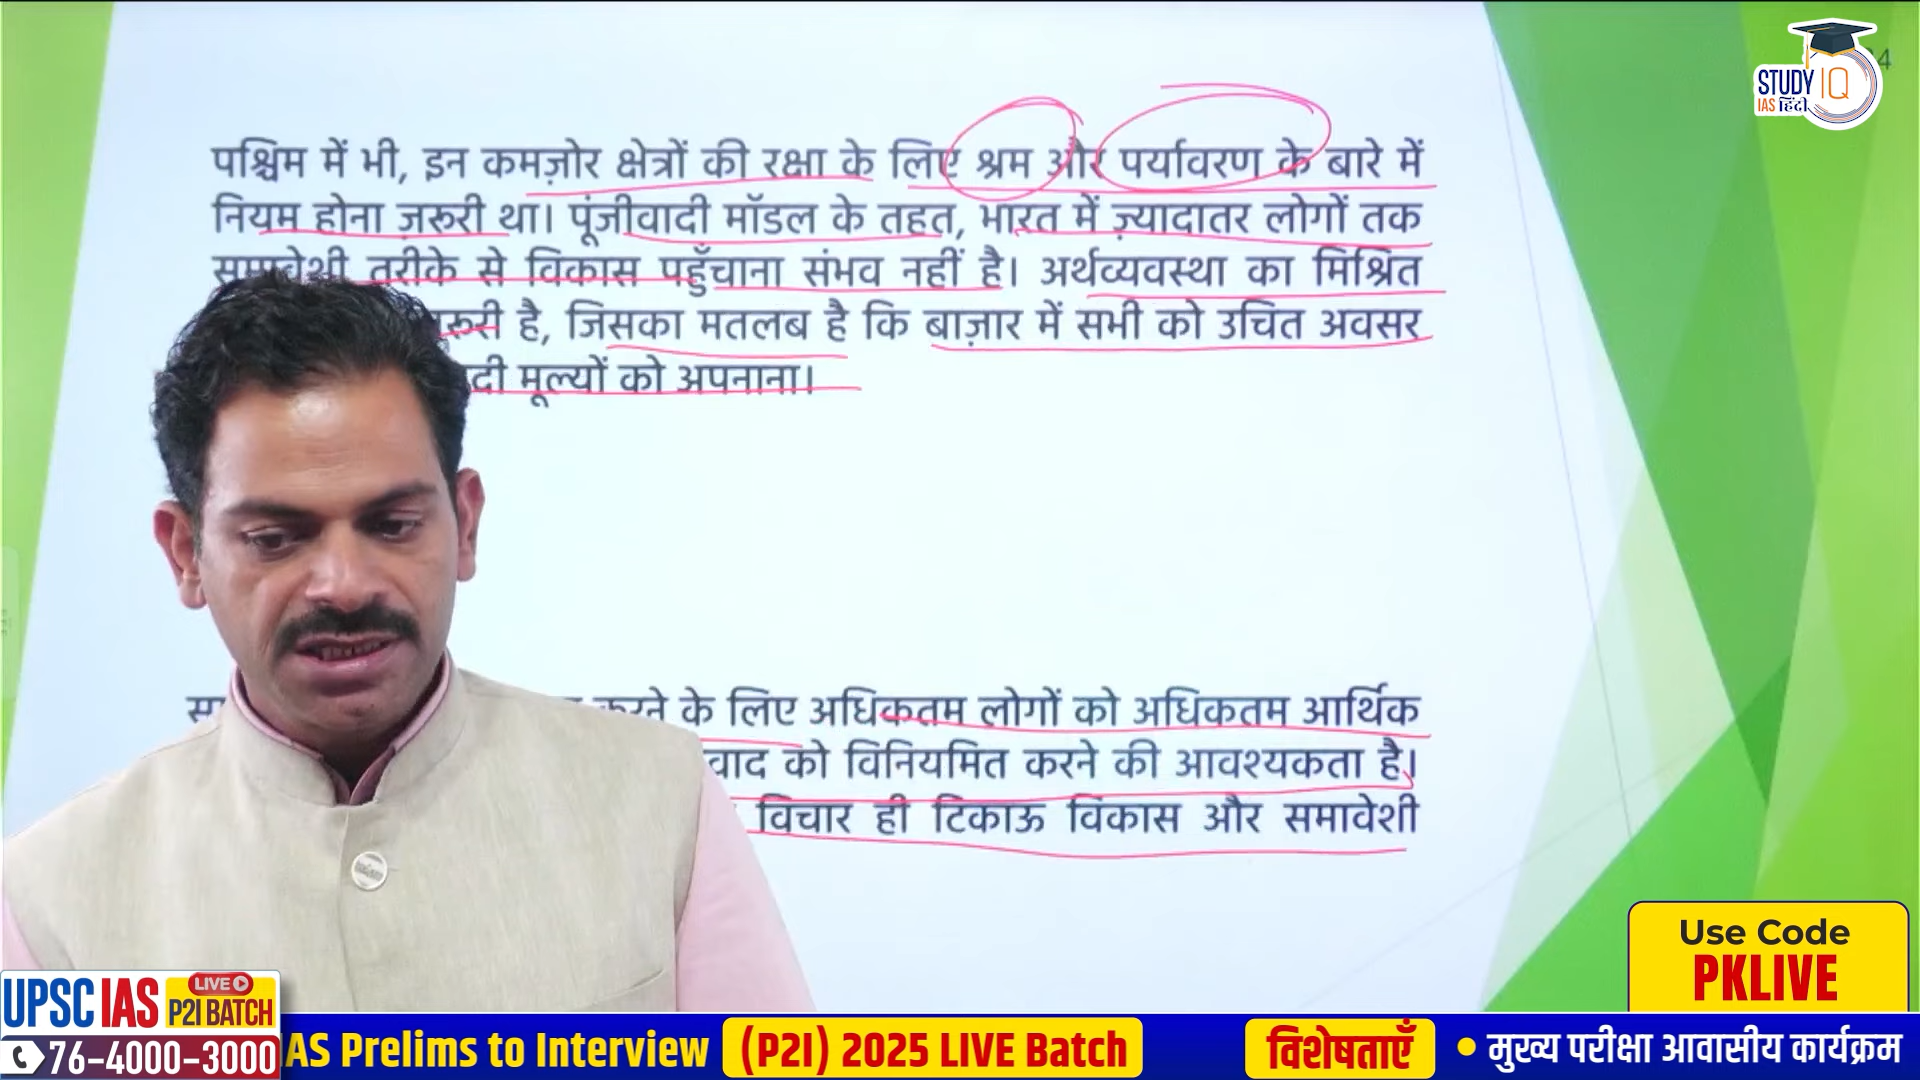 STUDY IQ
IAS हिंदी
4
पश्चिम में भी, इन कमज़ोर क्षेत्रों की रक्षा के लिए श्रम और पर्यावरण के बारे में
नियम होना ज़रूरी था। पूंजीवादी मॉडल के तहत, भारत में ज़्यादातर लोगों तक
समावेशी तरीके से विकास पहुँचाना संभव नहीं है। अर्थव्यवस्था का मिश्रित
है, जिसका मतलब है कि बाज़ार में सभी को उचित अवसर
मूल्यों को अपनाना।
के लिए अधिकतम लोगों को अधिकतम आर्थिक
को विनियमित करने की आवश्यकता है।
विचार ही टिकाऊ विकास और समावेशी
Use Code
PKLIVE
UPSC IAS LIVE P2I BATCH
76-4000-3000
IAS Prelims to Interview (P2I) 2025 LIVE Batch विशेषताएँ • मुख्य परीक्षा आवासीय कार्यक्रम